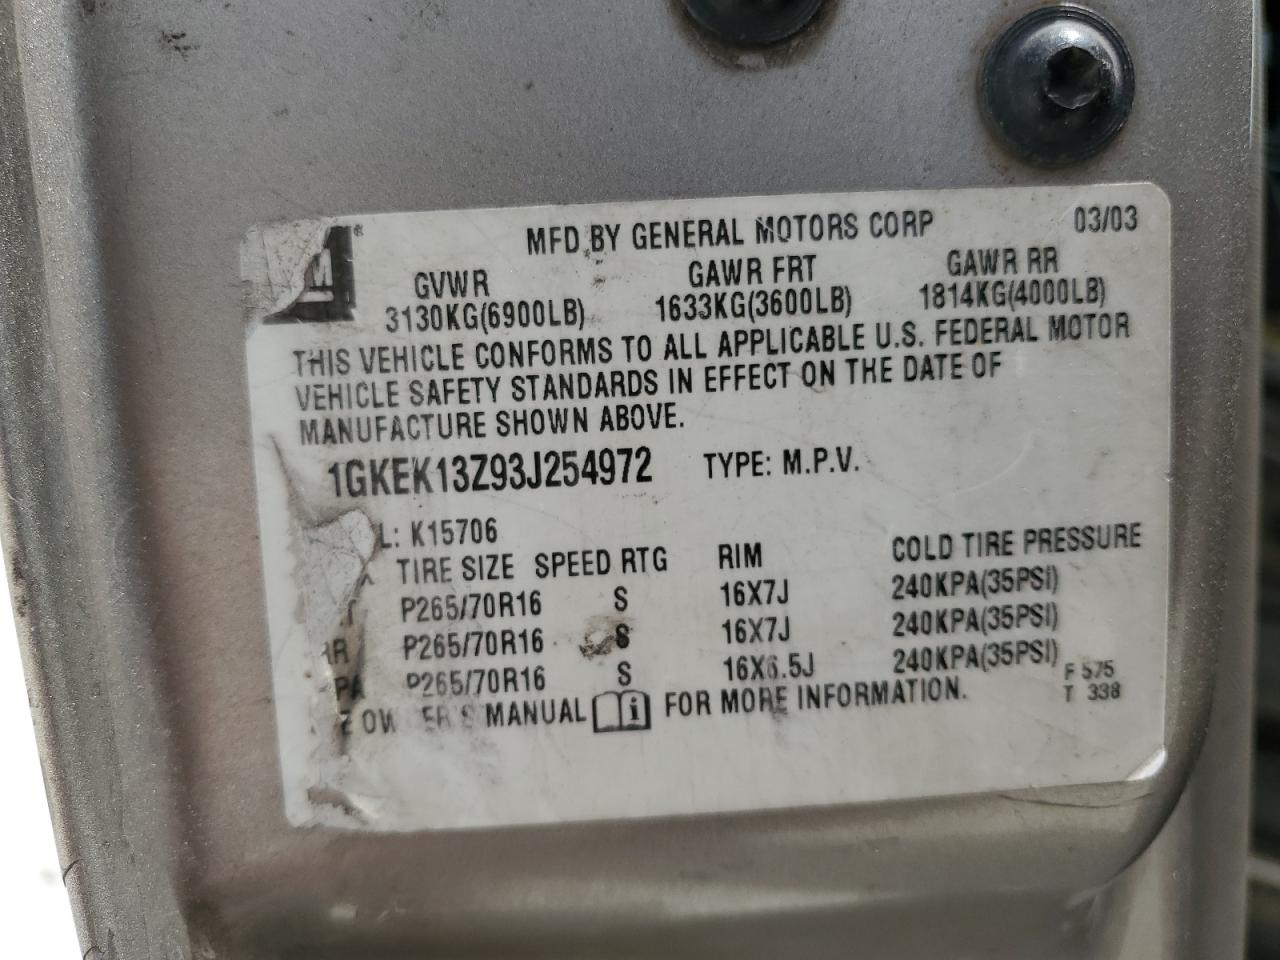 MFD BY GENERAL MOTORS CORP 03/03
GVWR GAWR FRT GAWR RR
3130KG(6900LB) 1633KG(3600LB) 1814KG(4000LB)
THIS VEHICLE CONFORMS TO ALL APPLICABLE U.S. FEDERAL MOTOR
VEHICLE SAFETY STANDARDS IN EFFECT ON THE DATE OF
MANUFACTURE SHOWN ABOVE.
1GKEK13Z93J254972 TYPE: M.P.V.
L: K15706
TIRE SIZE SPEED RTG RIM COLD TIRE PRESSURE
P265/70R16 S 16X7J 240KPA(35PSI)
RR P265/70R16 S 16X7J 240KPA(35PSI)
PA P265/70R16 S 16X6.5J 240KPA(35PSI) F 575
MANUAL i FOR MORE INFORMATION. T 338